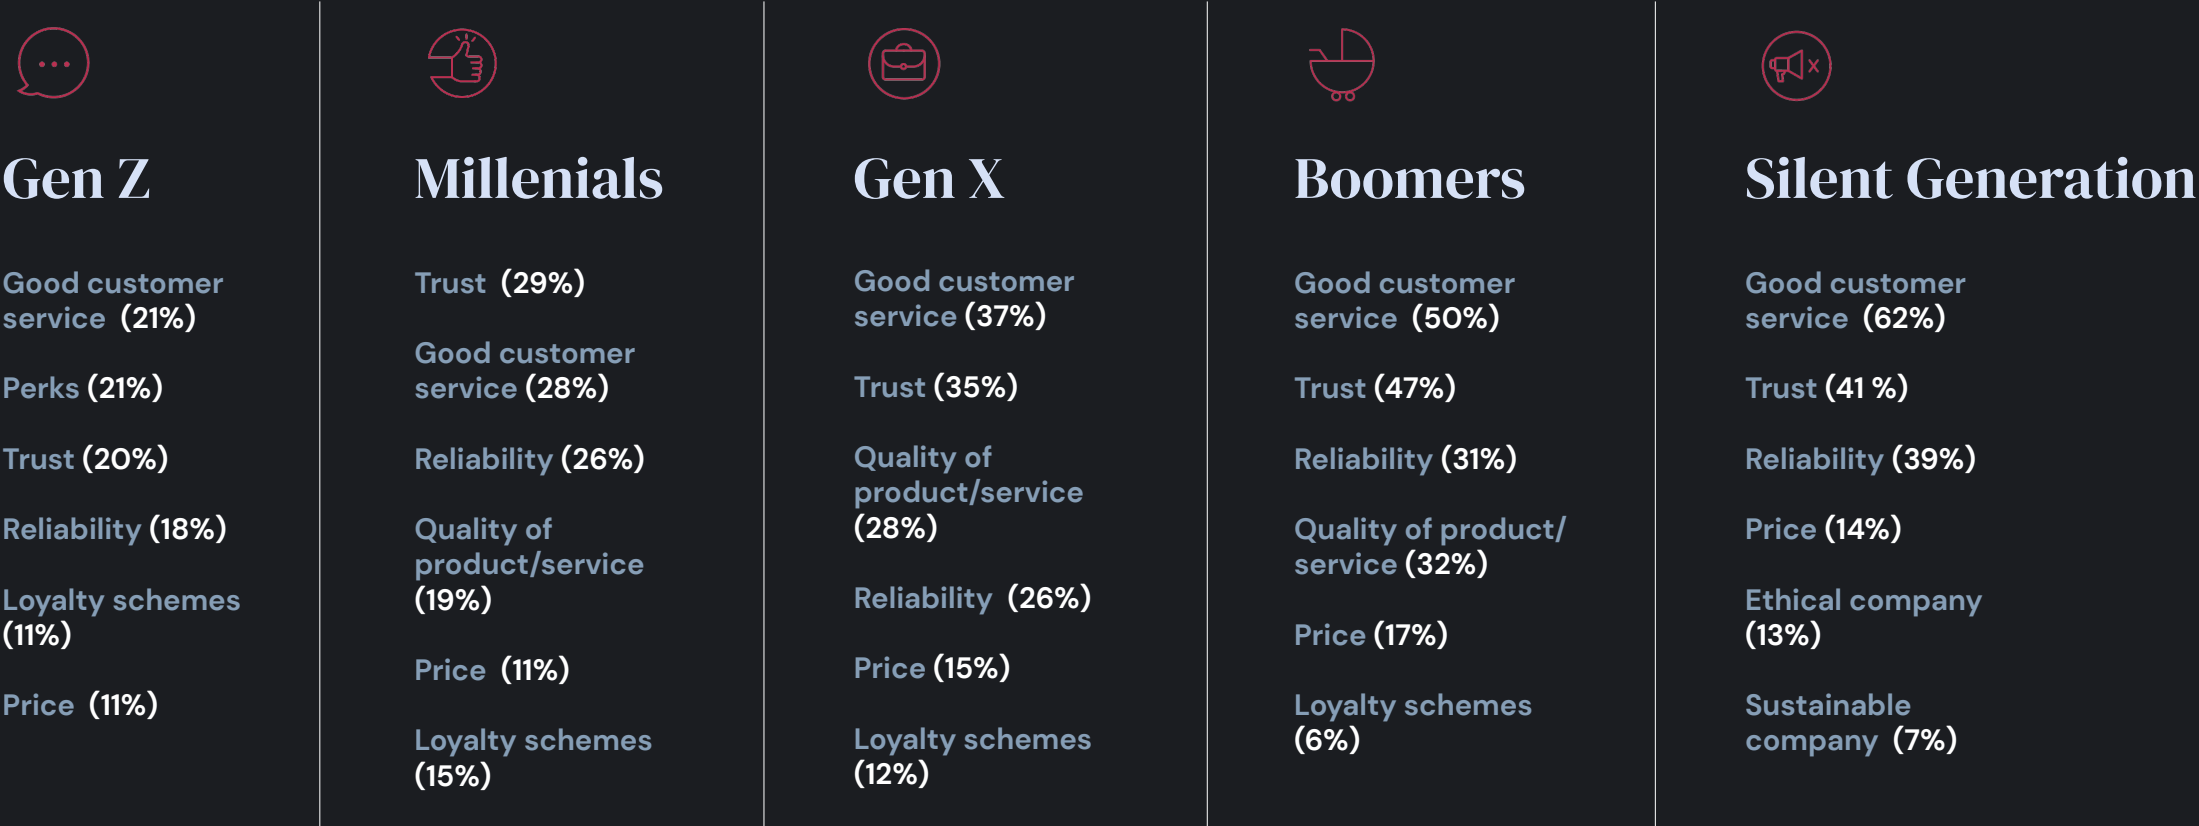 Gen Z
Good customer
service (21%)
Perks (21%)
Trust (20%)
Reliability (18%)
Loyalty schemes
(11%)
Price (11%)
Millenials
Trust (29%)
Good customer
service (28%)
Reliability (26%)
Quality of
product/service
(19%)
Price (11%)
Loyalty schemes
(15%)
Gen X
Good customer
service (37%)
Trust (35%)
Quality of
product/service
(28%)
Reliability (26%)
Price (15%)
Loyalty schemes
(12%)
Boomers
Good customer
service (50%)
Trust (47%)
Reliability (31%)
Quality of product/
service (32%)
Price (17%)
Loyalty schemes
(6%)
Silent Generation
Good customer
service (62%)
Trust (41 %)
Reliability (39%)
Price (14%)
Ethical company
(13%)
Sustainable
company (7%)